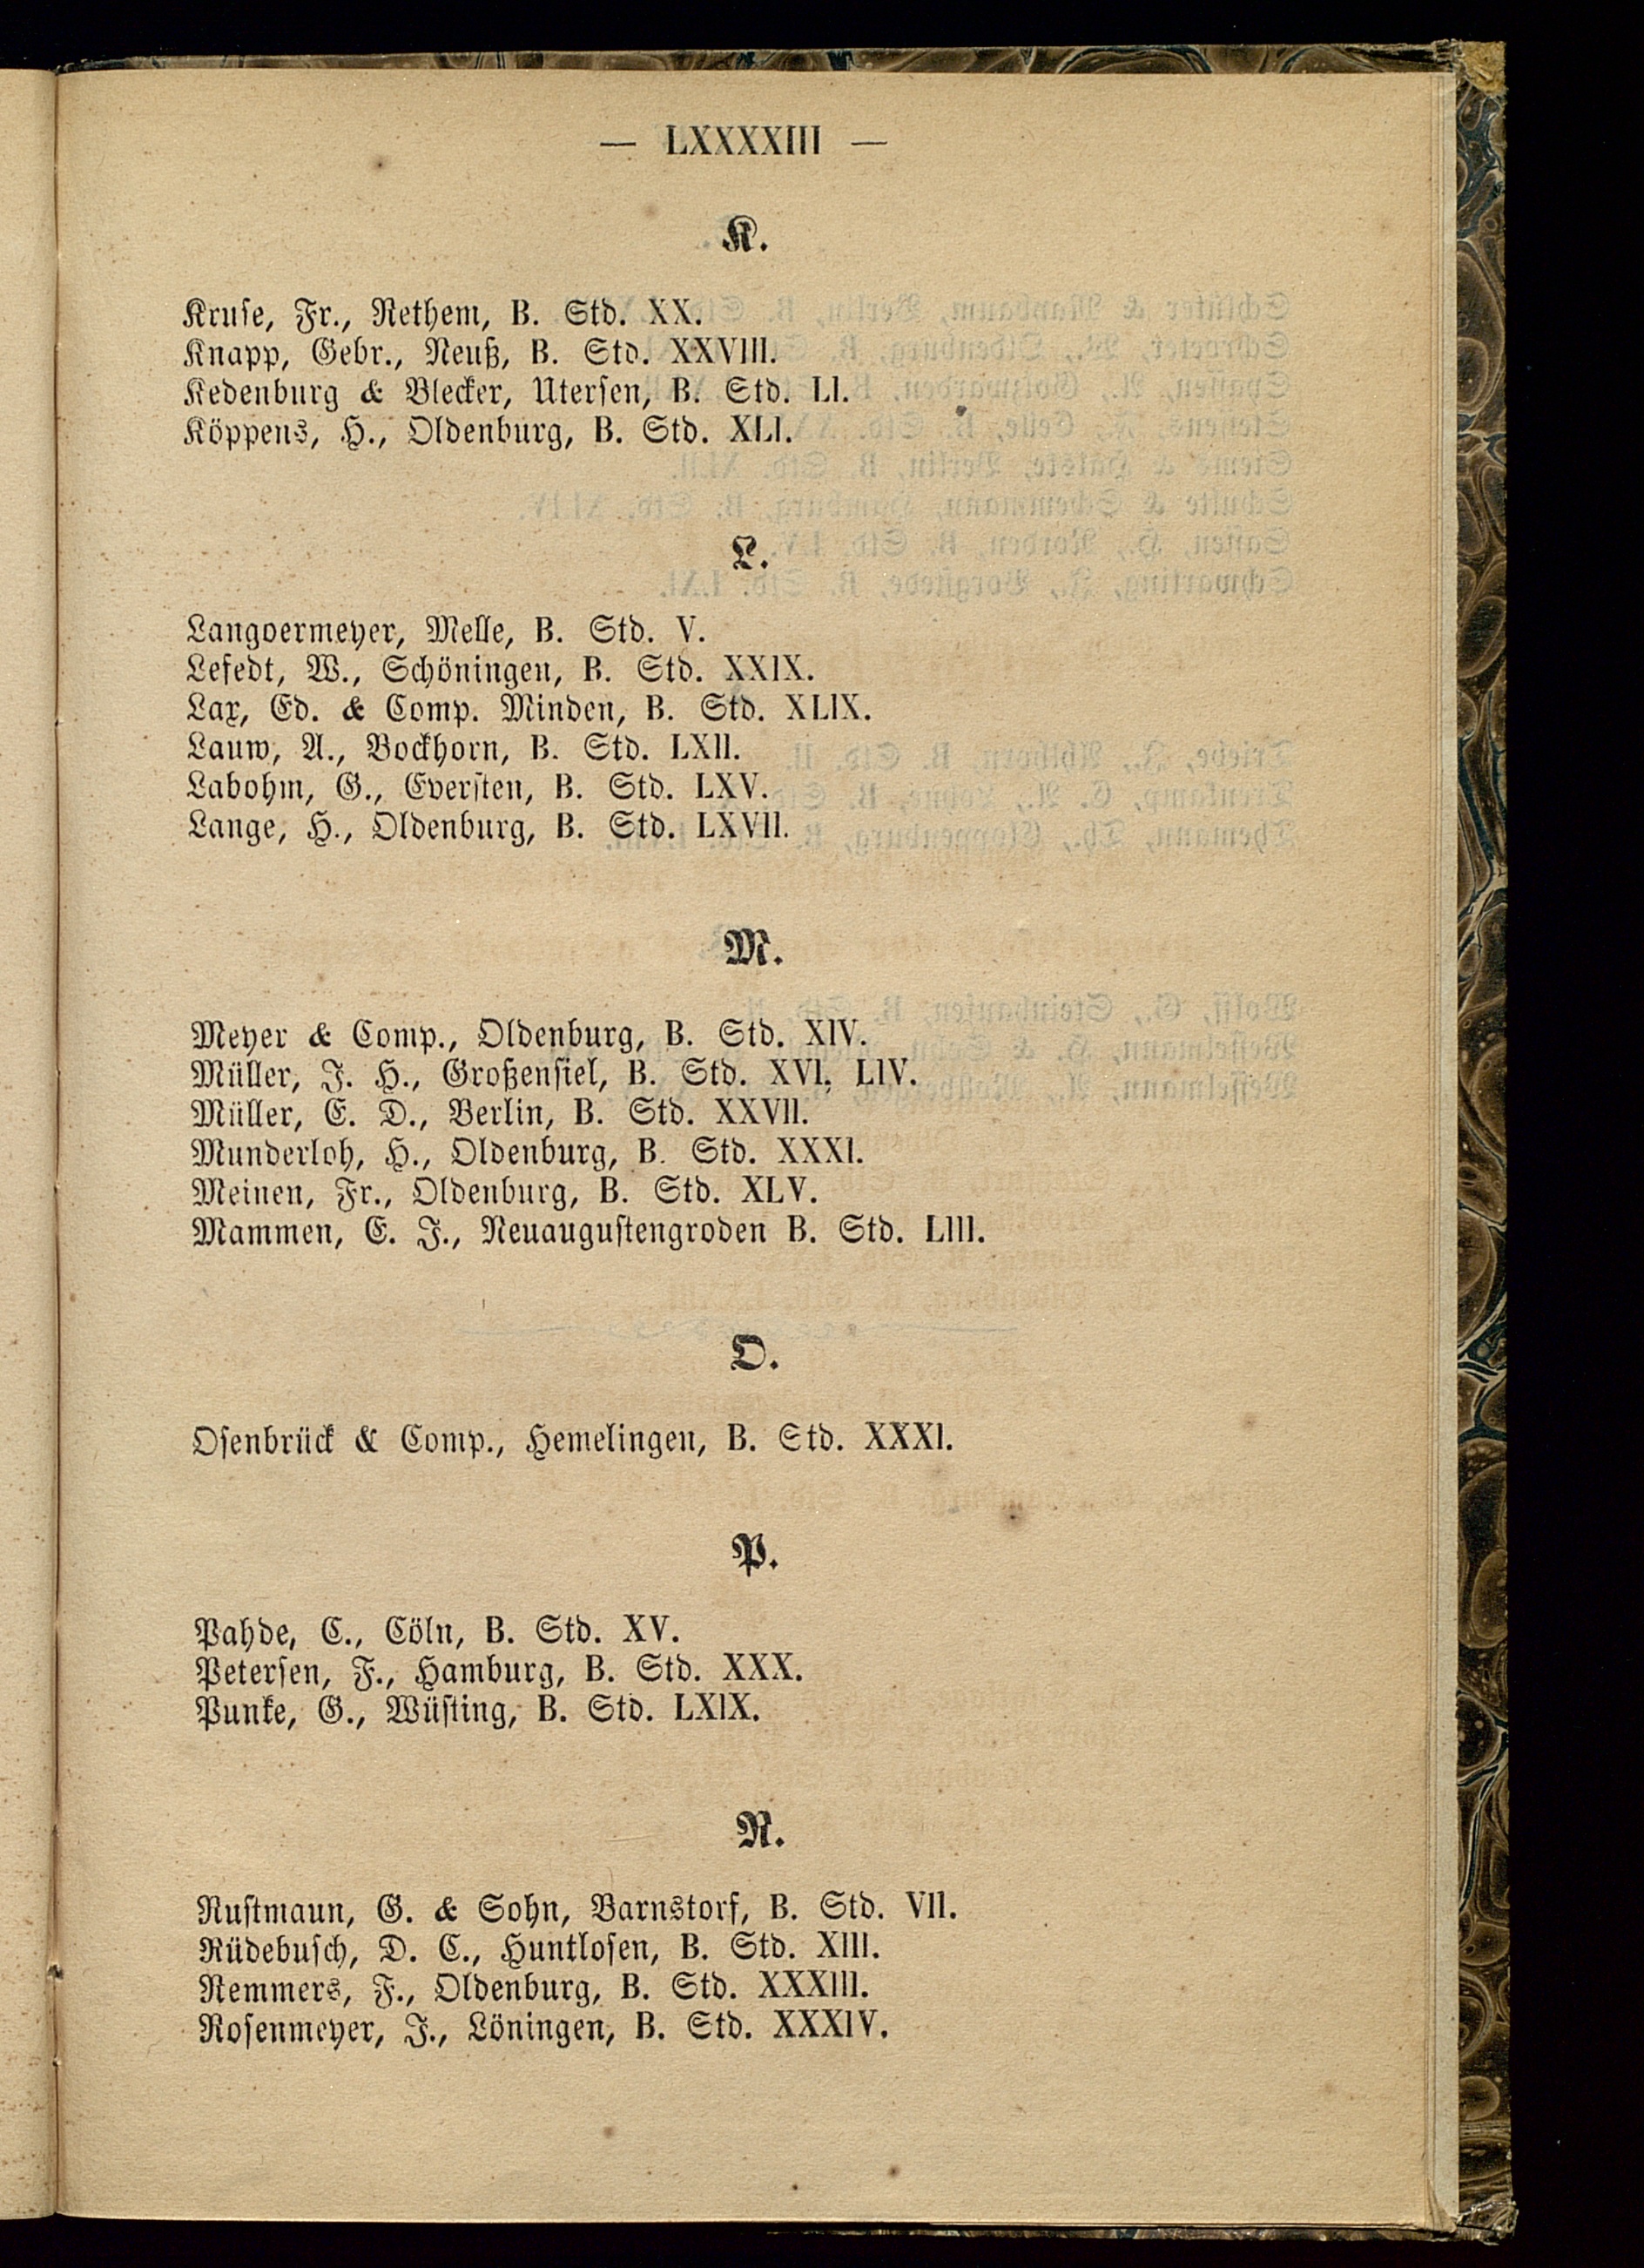 — LXXXXIII —
K.
Kruse, Fr., Rethem, B. Std. XX.
Knapp, Gebr., Neuß, B. Std. XXVIII.
Kedenburg & Blecker, Utersen, B. Std. LI.
Köppens, H., Oldenburg, B. Std. XLI.
L.
Langoermeyer, Melle, B. Std. V.
Lefedt, W., Schöningen, B. Std. XXIX.
Lax, Ed. & Comp. Minden, B. Std. XLIX.
Lauw, A., Bockhorn, B. Std. LXII.
Labohm, G., Eversten, B. Std. LXV.
Lange, H., Oldenburg, B. Std. LXVII.
M.
Meyer & Comp., Oldenburg, B. Std. XIV.
Müller, J. H., Großensiel, B. Std. XVI, LIV.
Müller, E. D., Berlin, B. Std. XXVII.
Munderloh, H., Oldenburg, B. Std. XXXI.
Meinen, Fr., Oldenburg, B. Std. XLV.
Mammen, E. J., Neuaugustengroden B. Std. LIII.
O.
Osenbrück & Comp., Hemelingen, B. Std. XXXI.
P.
Pahde, C., Cöln, B. Std. XV.
Petersen, F., Hamburg, B. Std. XXX.
Punke, G., Wüsting, B. Std. LXIX.
R.
Rustmaun, G. & Sohn, Barnstorf, B. Std. VII.
Rüdebusch, D. C., Huntlosen, B. Std. XIII.
Remmers, F., Oldenburg, B. Std. XXXIII.
Rosenmeyer, J., Löningen, B. Std. XXXIV.